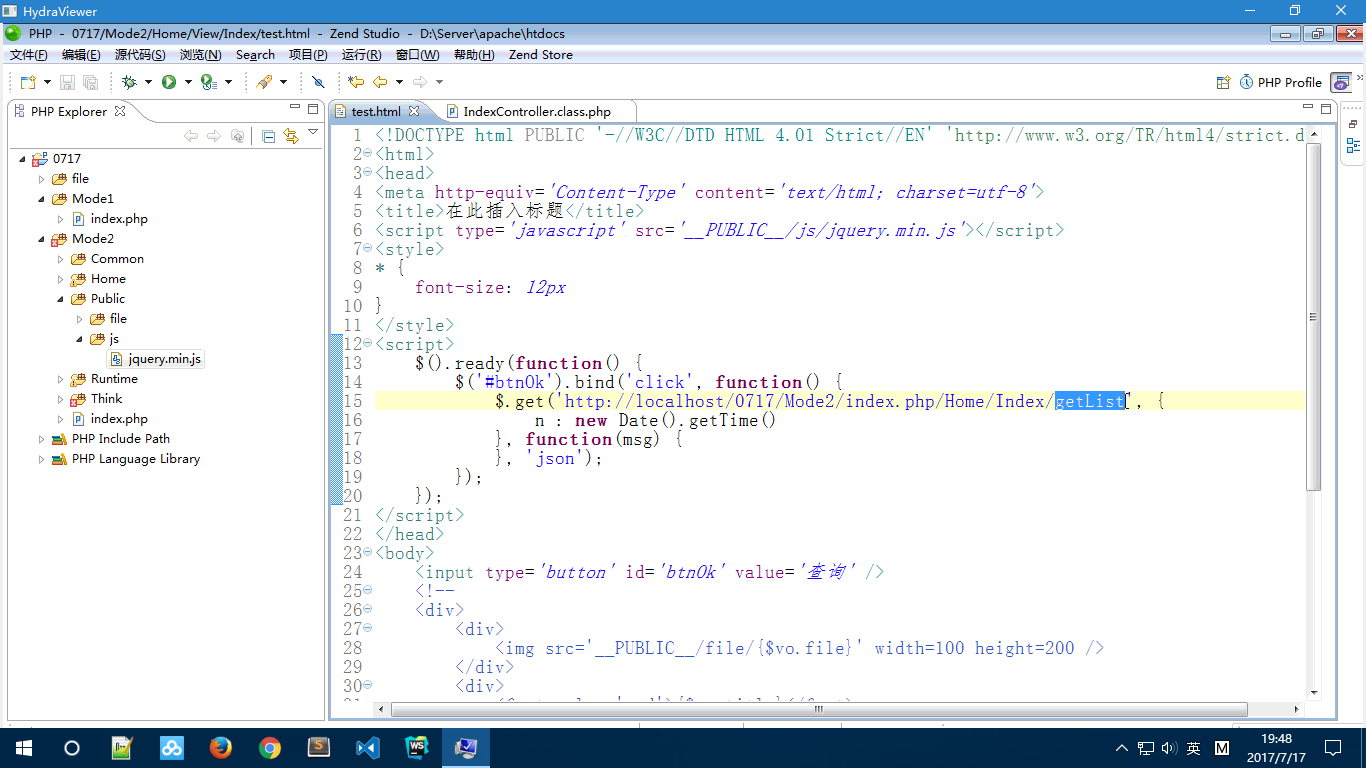 HydraViewer
PHP - 0717/Mode2/Home/View/Index/test.html - Zend Studio - D:\Server\apache\htdocs
文件(F) 编辑(E) 源代码(S) 浏览(N) Search 项目(P) 运行(R) 窗口(W) 帮助(H) Zend Store
PHP Profile
PHP Explorer
0717
file
Mode1
index.php
Mode2
Common
Home
Public
file
js
jquery.min.js
Runtime
Think
index.php
PHP Include Path
PHP Language Library
test.html IndexController.class.php
1 <!DOCTYPE html PUBLIC '-//W3C//DTD HTML 4.01 Strict//EN' 'http://www.w3.org/TR/html4/strict.d
2 <html>
3 <head>
4 <meta http-equiv='Content-Type' content='text/html; charset=utf-8'>
5 <title>在此插入标题</title>
6 <script type='javascript' src='__PUBLIC__/js/jquery.min.js'></script>
7 <style>
8 * {
9 font-size: 12px
10 }
11 </style>
12 <script>
13 $().ready(function() {
14 $('#btnOk').bind('click', function() {
15 $.get('http://localhost/0717/Mode2/index.php/Home/Index/getList', {
16 n : new Date().getTime()
17 }, function(msg) {
18 }, 'json');
19 });
20 });
21 </script>
22 </head>
23 <body>
24 <input type='button' id='btnOk' value='查询' />
25 <!--
26 <div>
27 <div>
28 <img src='__PUBLIC__/file/{$vo.file}' width=100 height=200 />
29 </div>
30 <div>
英 M
19:48
2017/7/17